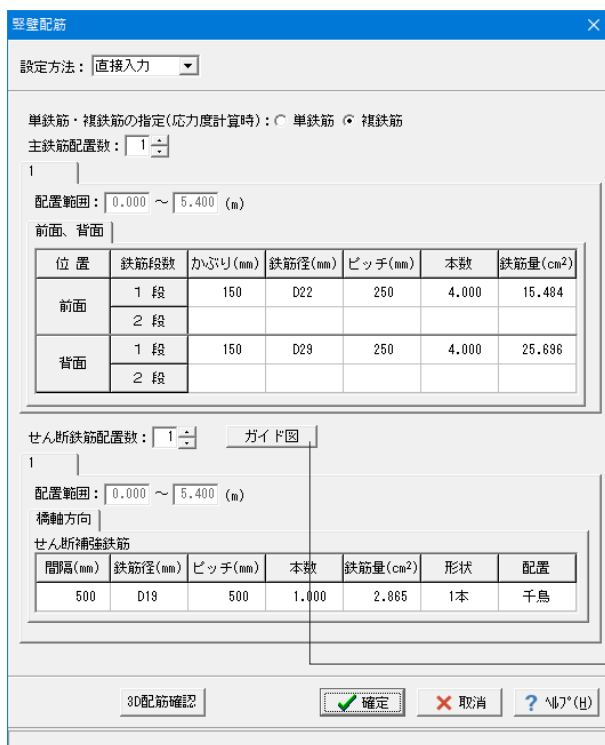 竪壁配筋
設定方法： 直接入力
単鉄筋・複鉄筋の指定(応力度計算時)： 単鉄筋 複鉄筋
主鉄筋配置数： 1
1
配置範囲： 0.000 ～ 5.400 (m)
前面、背面
位 置 鉄筋段数 かぶり(mm) 鉄筋径(mm) ピッチ(mm) 本数 鉄筋量(cm²)
前面 １ 段 150 D22 250 4.000 15.484
２ 段
背面 １ 段 150 D29 250 4.000 25.696
２ 段
せん断鉄筋配置数： 1 ガイド図
1
配置範囲： 0.000 ～ 5.400 (m)
橋軸方向
せん断補強鉄筋
間隔(mm) 鉄筋径(mm) ピッチ(mm) 本数 鉄筋量(cm²) 形状 配置
500 D19 500 1.000 2.865 1本 千鳥
3D配筋確認 確定 取消 ? ﾍﾙﾌﾟ(H)